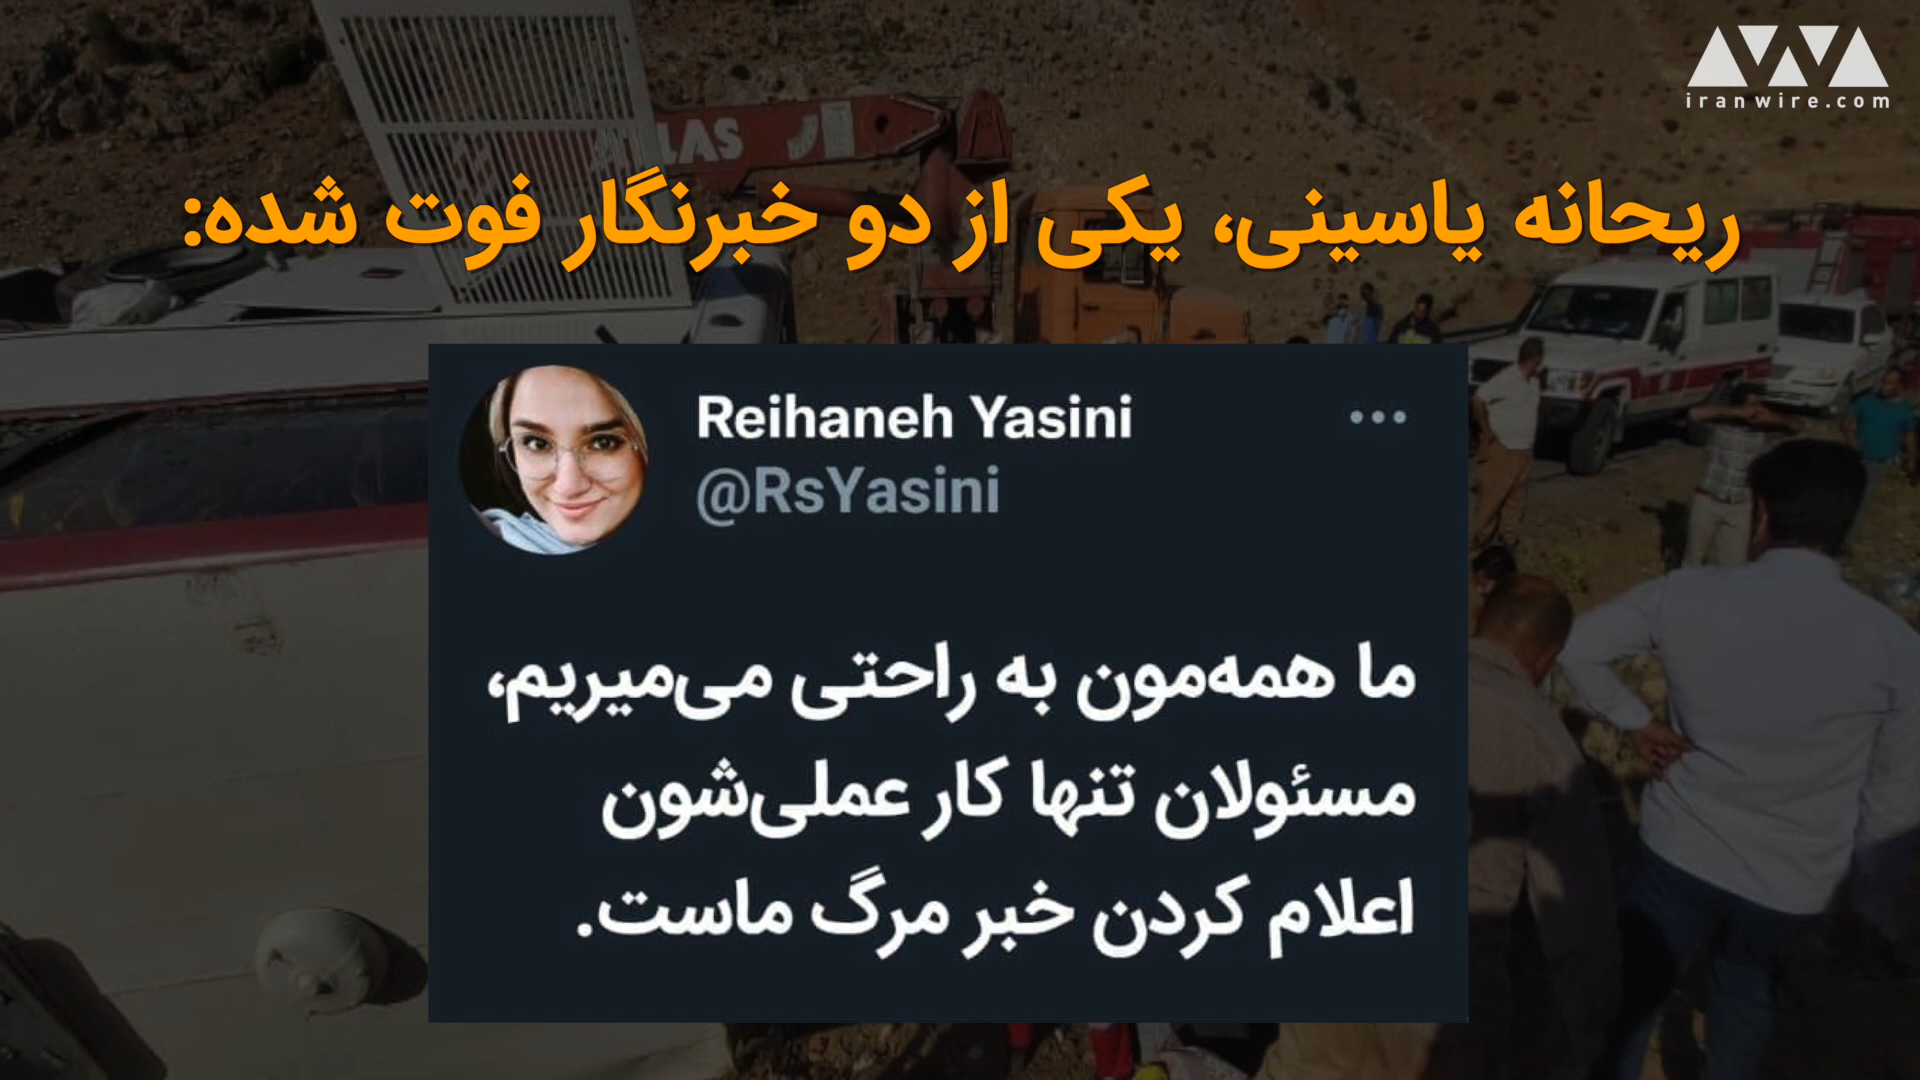 iranwire.com
ATLAS
ریحانه یاسینی، یکی از دو خبرنگار فوت شده:
Reihaneh Yasini
@RsYasini
ما همه‌مون به راحتی می‌میریم،
مسئولان تنها کار عملی‌شون
اعلام کردن خبر مرگ ماست.